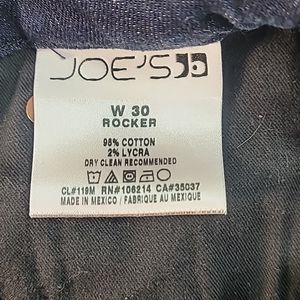 JOE'S
W 30
ROCKER
98% COTTON
2% LYCRA
DRY CLEAN RECOMMENDED
CL#119M RN#106214 CA#35037
MADE IN MEXICO / FABRIQUE AU MEXIQUE